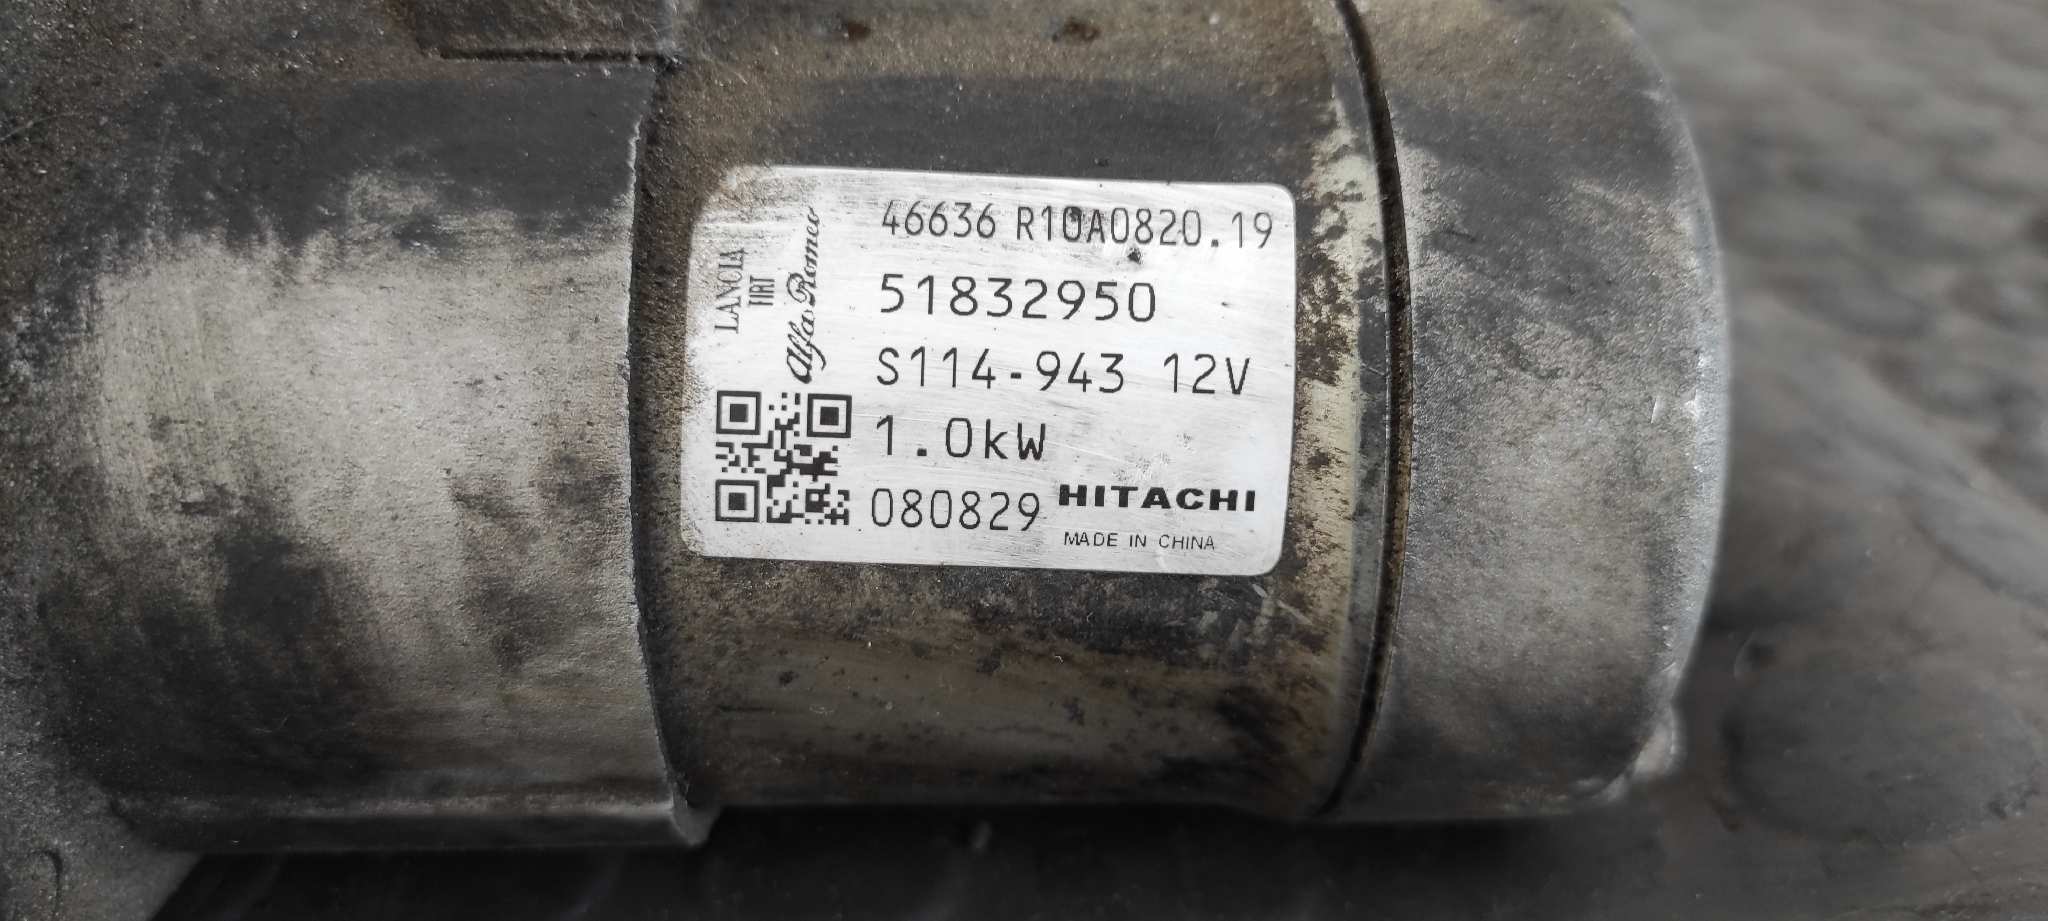 LANCIA
FIAT
Alfa Romeo
46636 R10A0820.19
51832950
S114-943 12V
1.0kW
080829 HITACHI
MADE IN CHINA